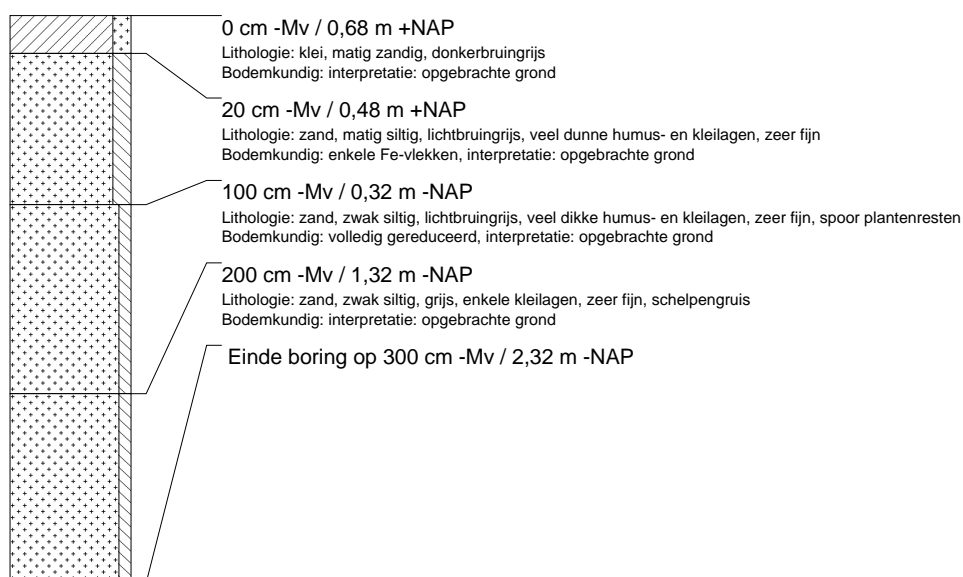 0 cm -Mv / 0,68 m +NAP
Lithologie: klei, matig zandig, donkerbruingrijs
Bodemkundig: interpretatie: opgebrachte grond
20 cm -Mv / 0,48 m +NAP
Lithologie: zand, matig siltig, lichtbruingrijs, veel dunne humus- en kleilagen, zeer fijn
Bodemkundig: enkele Fe-vlekken, interpretatie: opgebrachte grond
100 cm -Mv / 0,32 m -NAP
Lithologie: zand, zwak siltig, lichtbruingrijs, veel dikke humus- en kleilagen, zeer fijn, spoor plantenresten
Bodemkundig: volledig gereduceerd, interpretatie: opgebrachte grond
200 cm -Mv / 1,32 m -NAP
Lithologie: zand, zwak siltig, grijs, enkele kleilagen, zeer fijn, schelpengruis
Bodemkundig: interpretatie: opgebrachte grond
Einde boring op 300 cm -Mv / 2,32 m -NAP